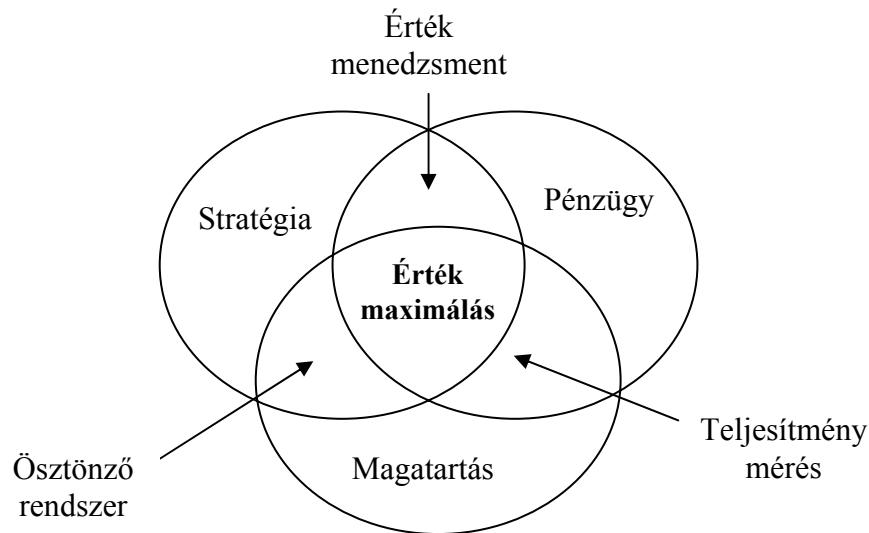 Érték
menedzsment
Stratégia
Pénzügy
Érték
maximálás
Ösztönző
rendszer
Magatartás
Teljesítmény
mérés